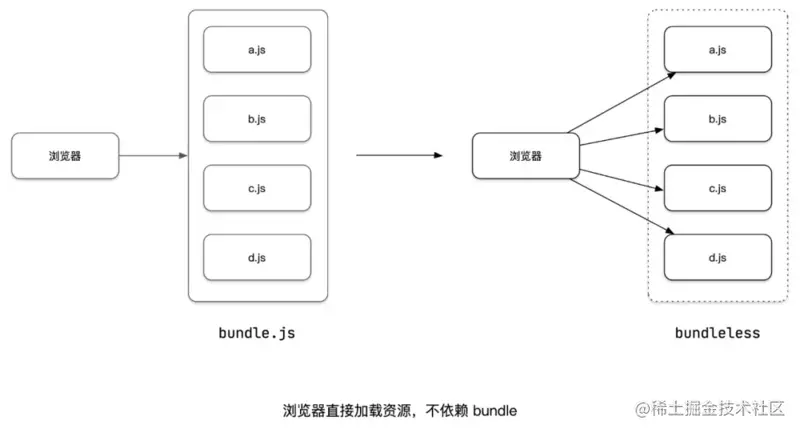 a.js
b.js
c.js
d.js
浏览器
bundle.js
浏览器
a.js
b.js
c.js
d.js
bundleless
浏览器直接加载资源，不依赖 bundle
@稀土掘金技术社区